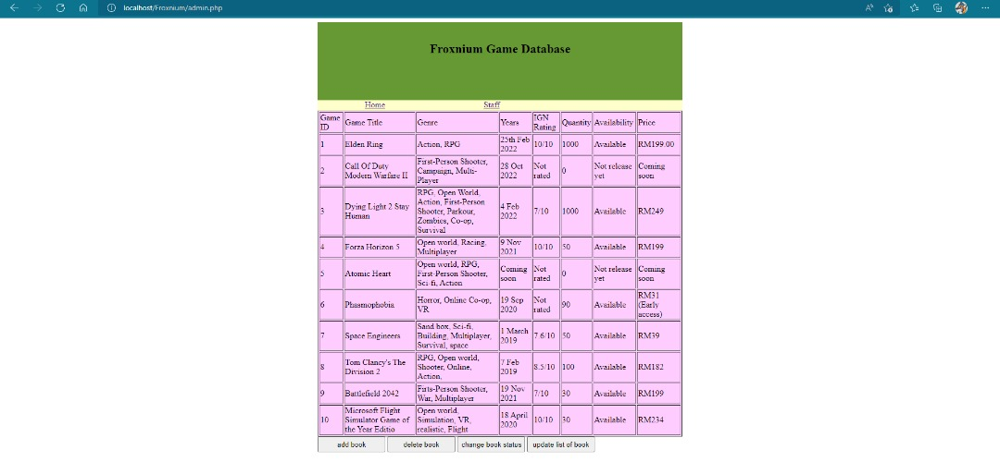 localhost/Froxnium/admin.php
Froxnium Game Database
Home Staff
Game ID Game Title Genre Years IGN Rating Quantity Availability Price
1 Elden Ring Action, RPG 25th Feb 2022 10/10 1000 Available RM199.00
2 Call Of Duty Modern Warfare II First-Person Shooter, Campaign, Multi-Player 28 Oct 2022 Not rated 0 Not release yet Coming soon
3 Dying Light 2 Stay Human RPG, Open World, Action, First-Person Shooter, Parkour, Zombies, Co-op, Survival 4 Feb 2022 7/10 1000 Available RM249
4 Forza Horizon 5 Open world, Racing, Multiplayer 9 Nov 2021 10/10 50 Available RM199
5 Atomic Heart Open world, RPG, First-Person Shooter, Sci-fi, Action Coming soon Not rated 0 Not release yet Coming soon
6 Phasmophobia Horror, Online Co-op, VR 19 Sep 2020 Not rated 90 Available RM31 (Early access)
7 Space Engineers Sand box, Sci-fi, Building, Multiplayer, Survival, space 1 March 2019 7.6/10 50 Available RM39
8 Tom Clancy's The Division 2 RPG, Open world, Shooter, Online, Action, 7 Feb 2019 8.5/10 100 Available RM182
9 Battlefield 2042 Firts-Person Shooter, War, Multiplayer 19 Nov 2021 7/10 30 Available RM199
10 Microsoft Flight Simulator Game of the Year Editio Open world, Simulation, VR, realistic, Flight 18 April 2020 10/10 30 Available RM234
add book delete book change book status update list of book